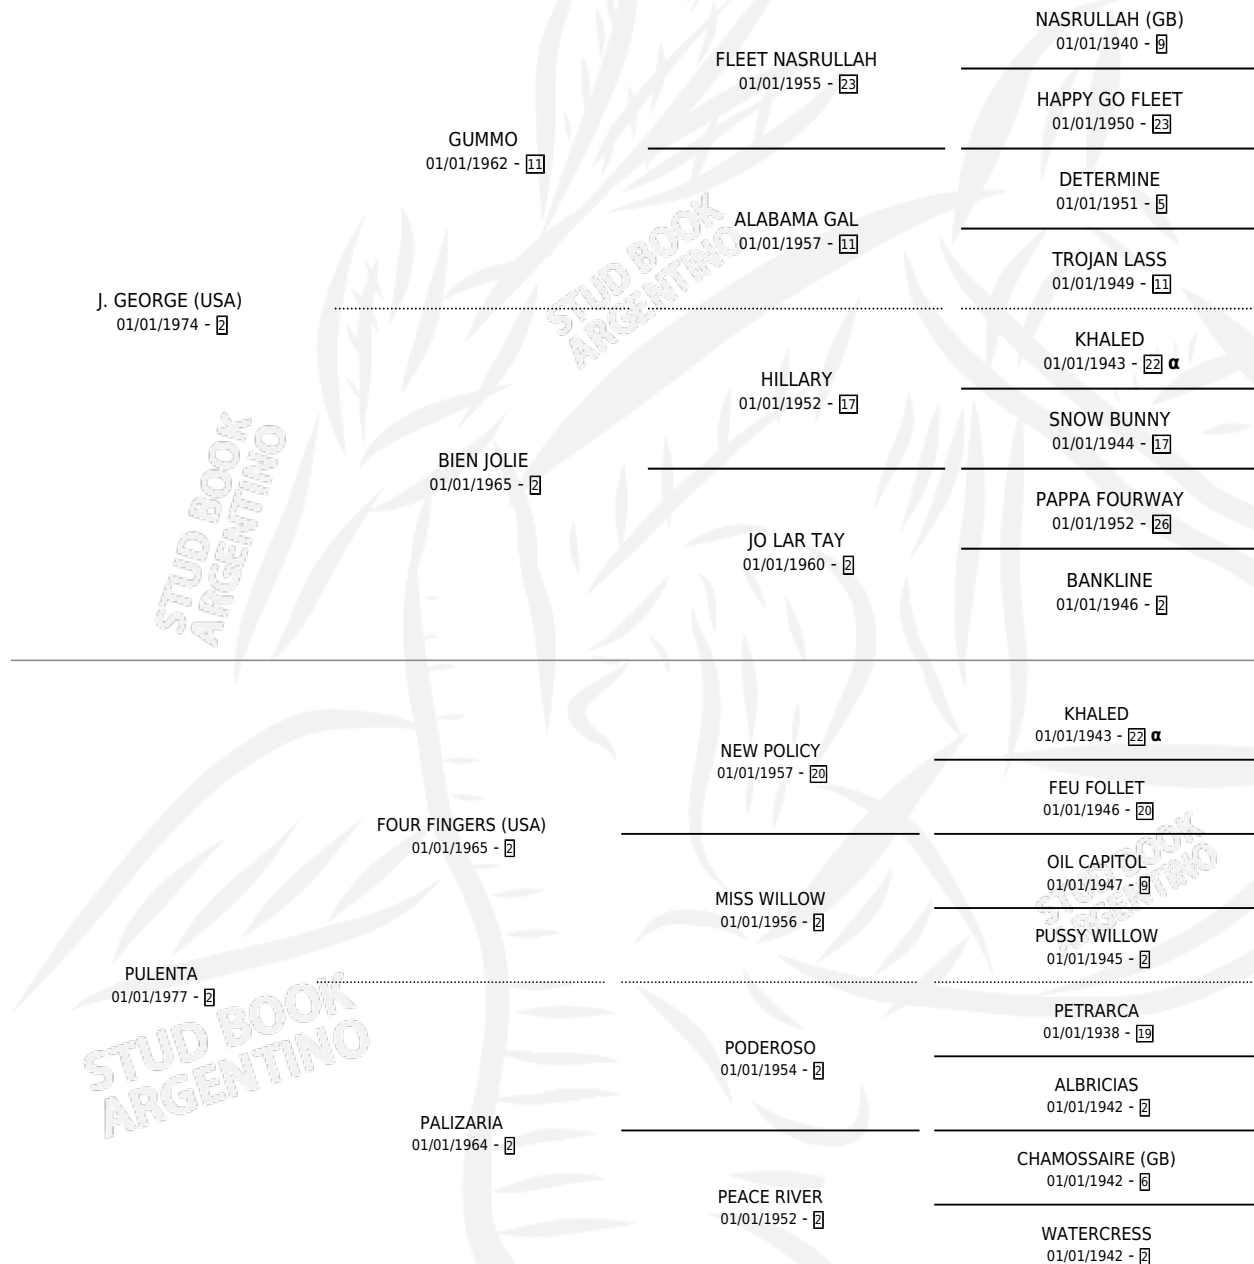 NASRULLAH (GB)
01/01/1940 - 9
FLEET NASRULLAH
01/01/1955 - 23
HAPPY GO FLEET
01/01/1950 - 23
GUMMO
01/01/1962 - 11
DETERMINE
01/01/1951 - 5
ALABAMA GAL
01/01/1957 - 11
TROJAN LASS
01/01/1949 - 11
J. GEORGE (USA)
01/01/1974 - 2
KHALED
01/01/1943 - 22 α
HILLARY
01/01/1952 - 17
SNOW BUNNY
01/01/1944 - 17
BIEN JOLIE
01/01/1965 - 2
PAPPA FOURWAY
01/01/1952 - 26
JO LAR TAY
01/01/1960 - 2
BANKLINE
01/01/1946 - 2
KHALED
01/01/1943 - 22 α
NEW POLICY
01/01/1957 - 20
FEU FOLLET
01/01/1946 - 20
FOUR FINGERS (USA)
01/01/1965 - 2
OIL CAPITOL
01/01/1947 - 9
MISS WILLOW
01/01/1956 - 2
PUSSY WILLOW
01/01/1945 - 2
PULENTA
01/01/1977 - 2
PETRARCA
01/01/1938 - 19
PODEROSO
01/01/1954 - 2
ALBRICIAS
01/01/1942 - 2
PALIZARIA
01/01/1964 - 2
CHAMOSSAIRE (GB)
01/01/1942 - 6
PEACE RIVER
01/01/1952 - 2
WATERCRESS
01/01/1942 - 2
STUD BOOK
ARGENTINO
STUD BOOK
ARGENTINO
STUD BOOK
ARGENTINO
STUD BOOK
ARGENTINO